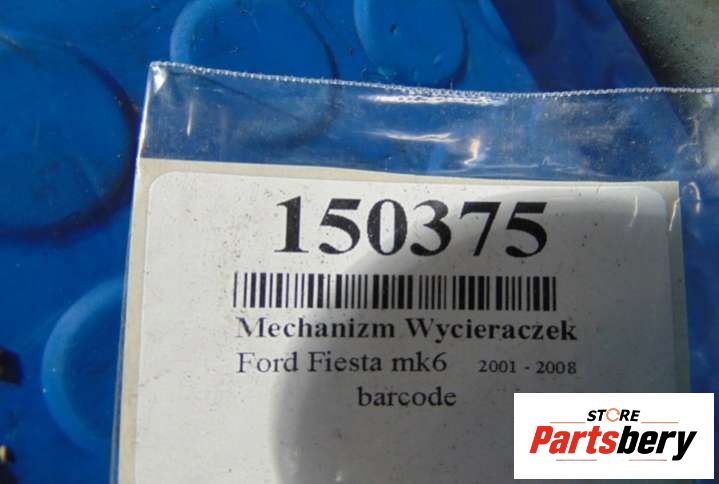 150375
Mechanizm Wycieraczek
Ford Fiesta mk6 2001 - 2008
barcode
STORE
Partsbery